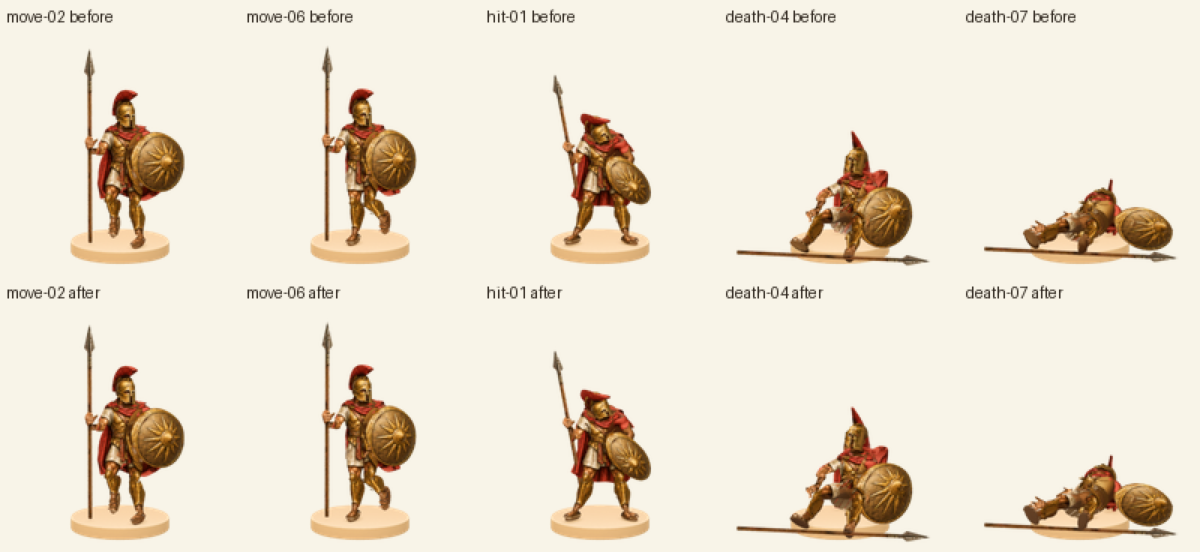 move-02 before
move-06 before
hit-01 before
death-04 before
death-07 before
move-02 after
move-06 after
hit-01 after
death-04 after
death-07 after